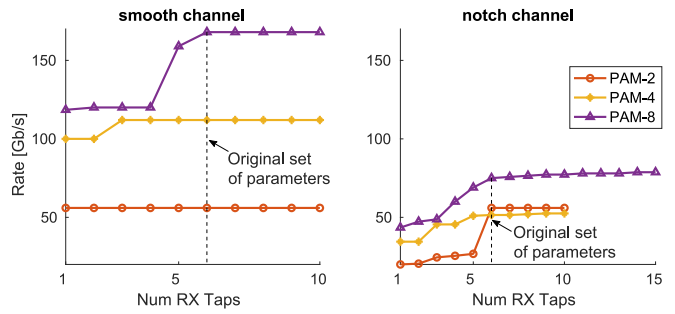 smooth channel
Rate [Gb/s]
150
100
50
1
5
10
Num RX Taps
Original set
of parameters
notch channel
150
100
50
1
5
10
15
Num RX Taps
PAM-2
PAM-4
PAM-8
Original set
of parameters